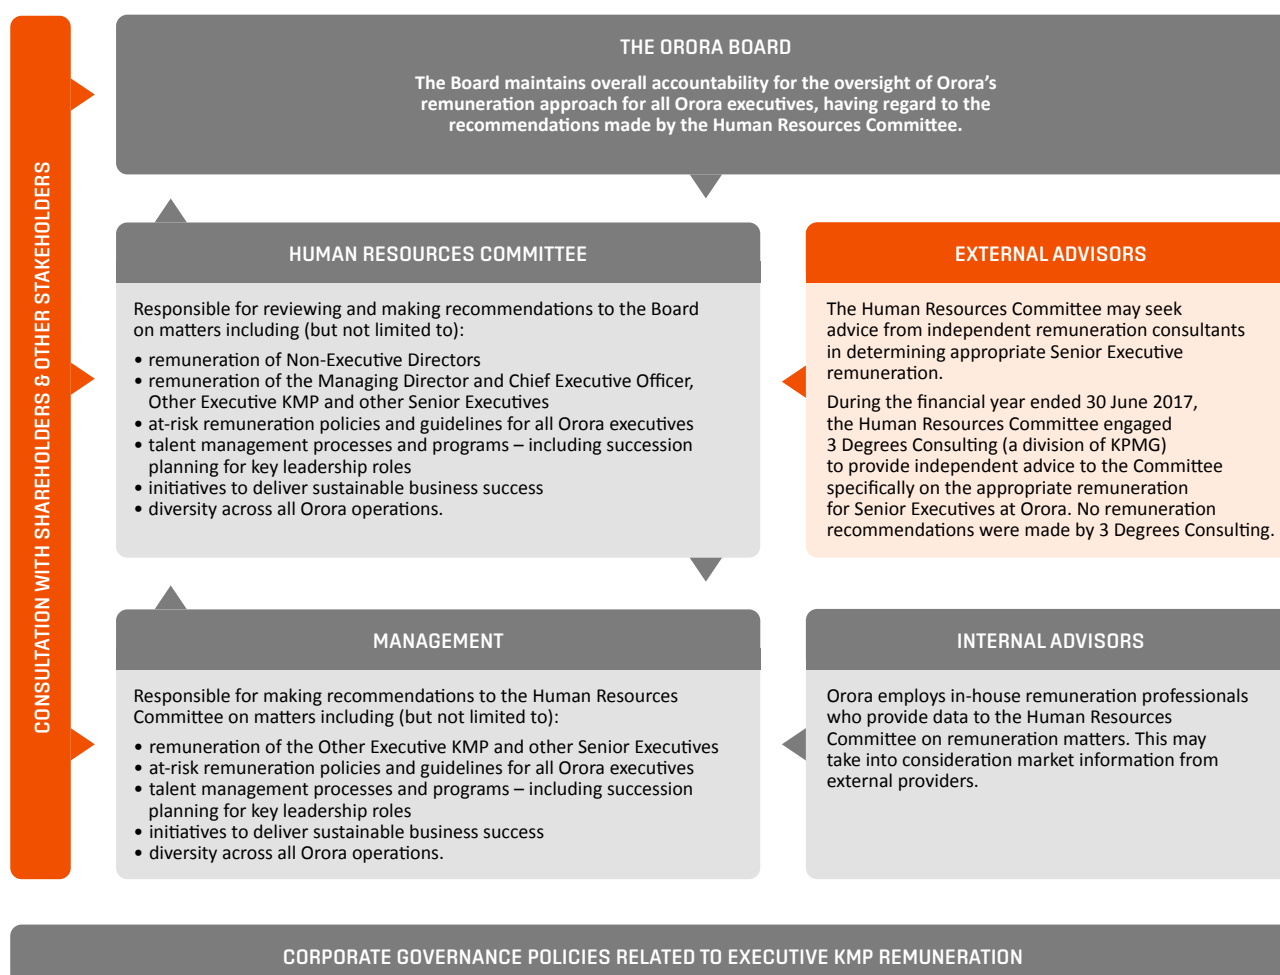 CONSULTATION WITH SHAREHOLDERS & OTHER STAKEHOLDERS
THE ORORA BOARD
The Board maintains overall accountability for the oversight of Orora's
remuneration approach for all Orora executives, having regard to the
recommendations made by the Human Resources Committee.
HUMAN RESOURCES COMMITTEE
Responsible for reviewing and making recommendations to the Board
on matters including (but not limited to):
• remuneration of Non-Executive Directors
• remuneration of the Managing Director and Chief Executive Officer,
Other Executive KMP and other Senior Executives
• at-risk remuneration policies and guidelines for all Orora executives
• talent management processes and programs – including succession
planning for key leadership roles
• initiatives to deliver sustainable business success
• diversity across all Orora operations.
EXTERNAL ADVISORS
The Human Resources Committee may seek
advice from independent remuneration consultants
in determining appropriate Senior Executive
remuneration.
During the financial year ended 30 June 2017,
the Human Resources Committee engaged
3 Degrees Consulting (a division of KPMG)
to provide independent advice to the Committee
specifically on the appropriate remuneration
for Senior Executives at Orora. No remuneration
recommendations were made by 3 Degrees Consulting.
MANAGEMENT
Responsible for making recommendations to the Human Resources
Committee on matters including (but not limited to):
• remuneration of the Other Executive KMP and other Senior Executives
• at-risk remuneration policies and guidelines for all Orora executives
• talent management processes and programs – including succession
planning for key leadership roles
• initiatives to deliver sustainable business success
• diversity across all Orora operations.
INTERNAL ADVISORS
Orora employs in-house remuneration professionals
who provide data to the Human Resources
Committee on remuneration matters. This may
take into consideration market information from
external providers.
CORPORATE GOVERNANCE POLICIES RELATED TO EXECUTIVE KMP REMUNERATION